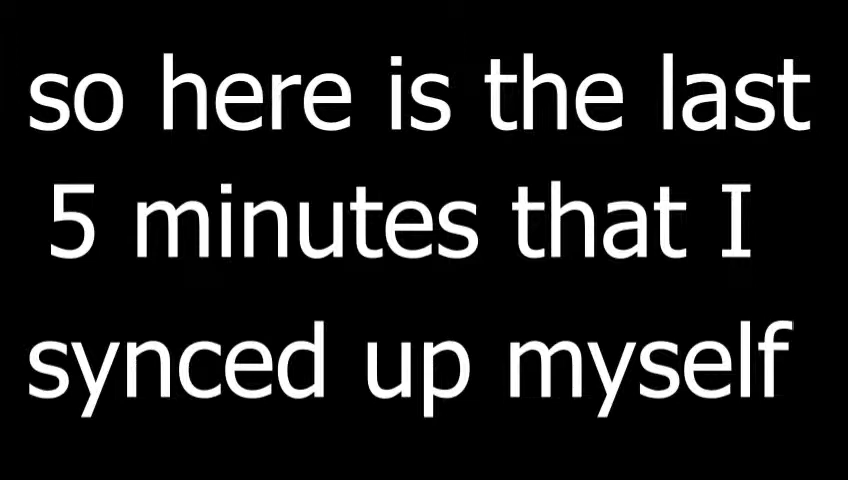 so here is the last
5 minutes that I
synced up myself